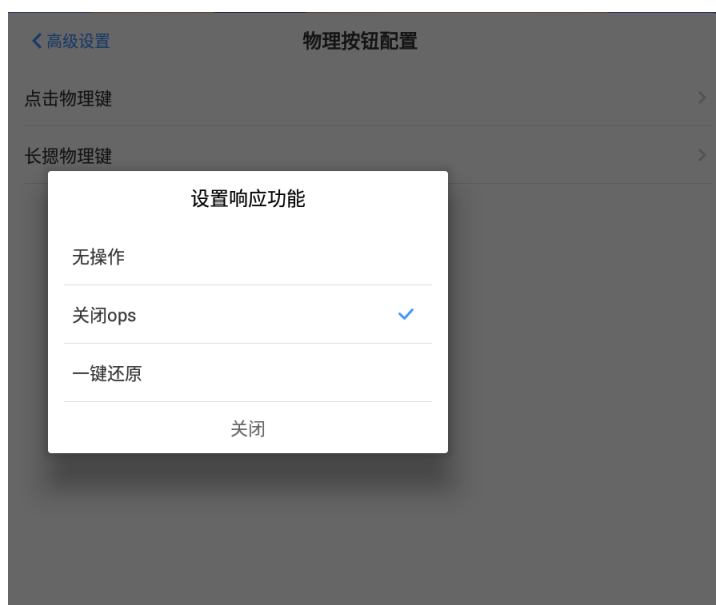 高级设置
物理按钮配置
点击物理键
长摁物理键
设置响应功能
无操作
关闭ops
一键还原
关闭